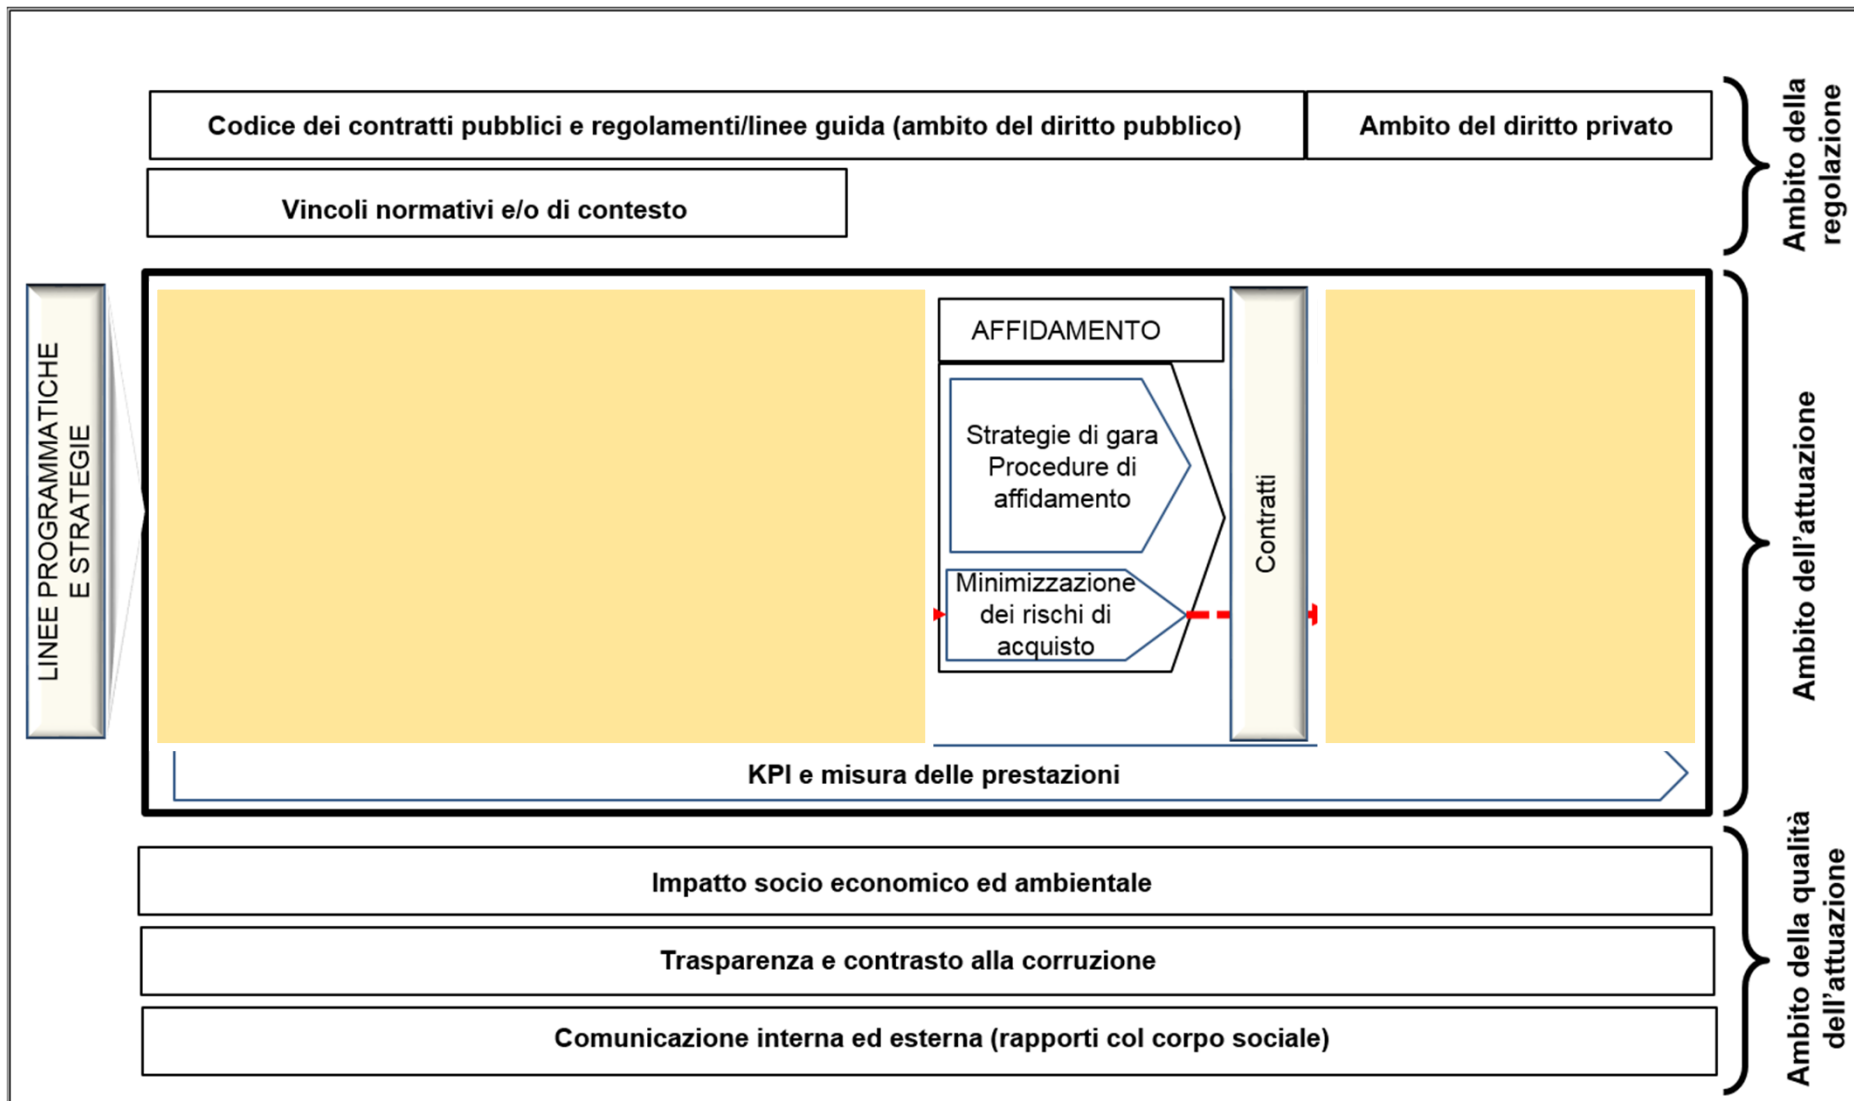 Codice dei contratti pubblici e regolamenti/linee guida (ambito del diritto pubblico)
Ambito del diritto privato
Vincoli normativi e/o di contesto
Ambito della
regolazione
LINEE PROGRAMMATICHE
E STRATEGIE
AFFIDAMENTO
Strategie di gara
Procedure di
affidamento
Minimizzazione
dei rischi di
acquisto
Contratti
KPI e misura delle prestazioni
Ambito dell'attuazione
Impatto socio economico ed ambientale
Trasparenza e contrasto alla corruzione
Comunicazione interna ed esterna (rapporti col corpo sociale)
Ambito della qualità
dell'attuazione